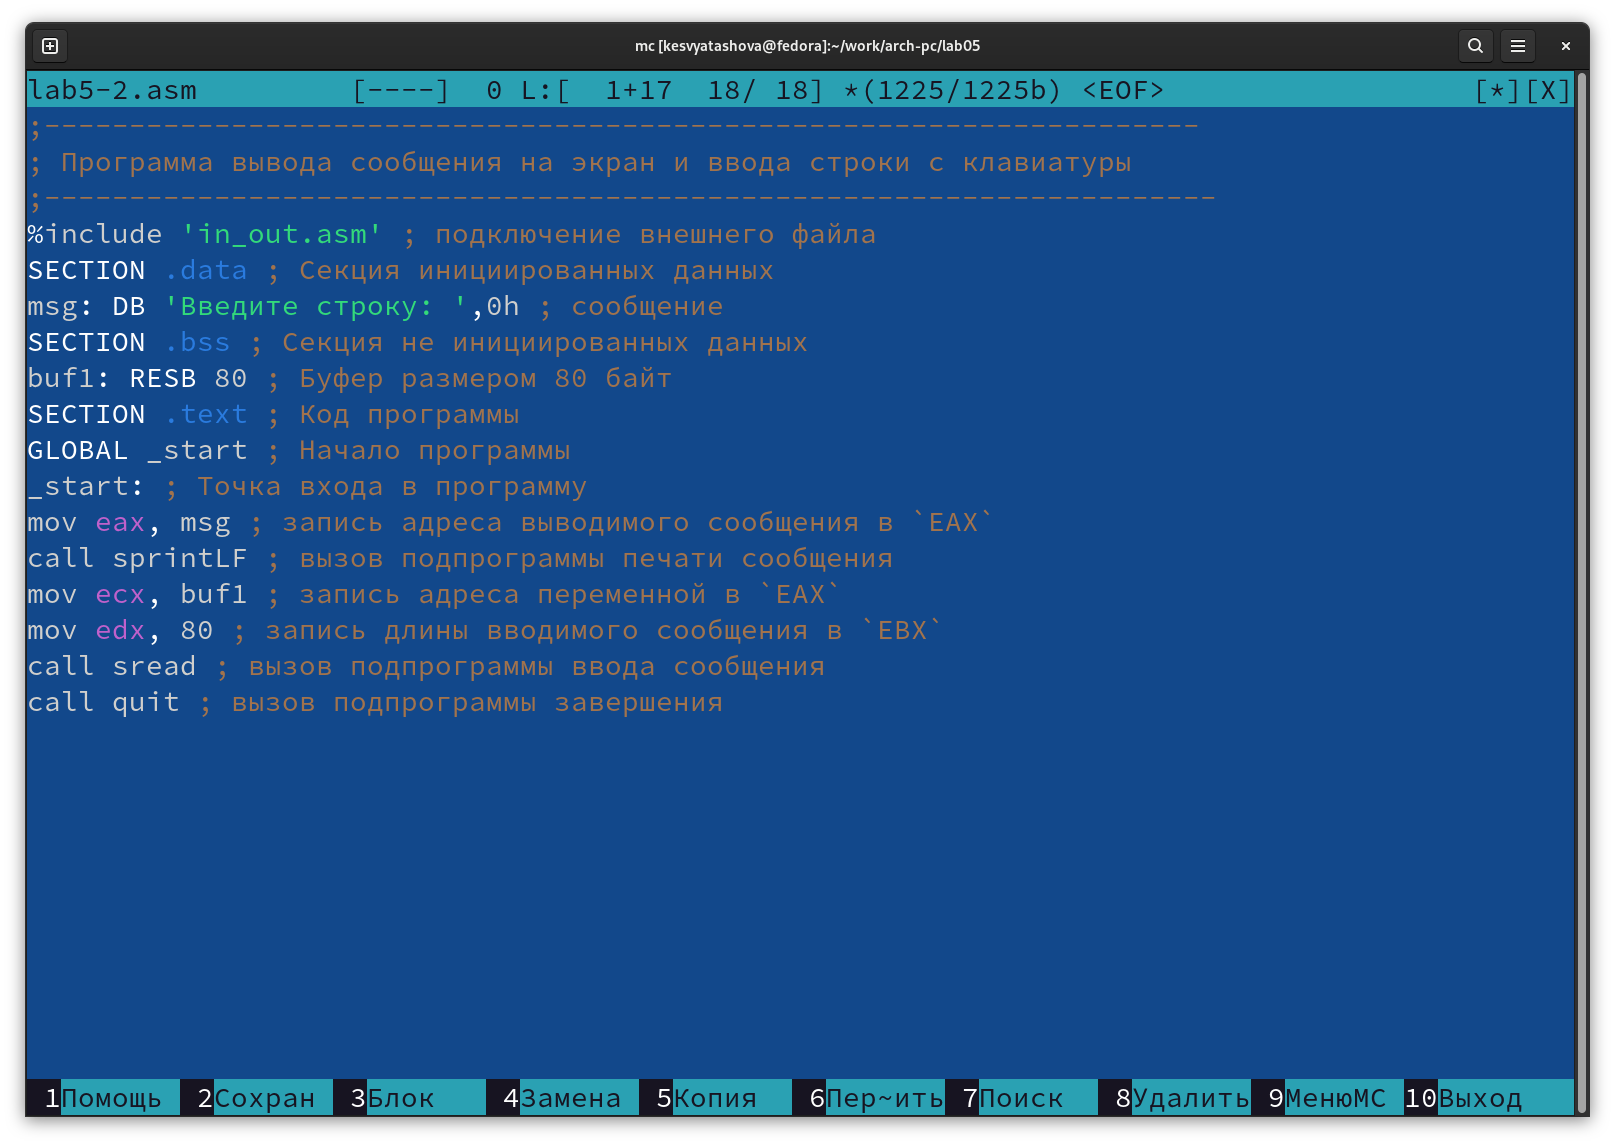 mc [kesvyatashova@fedora]:~/work/arch-pc/lab05
lab5-2.asm [----] 0 L:[ 1+17 18/ 18] *(1225/1225b) <EOF> [*][X]
;--------------------------------------------------------------------
; Программа вывода сообщения на экран и ввода строки с клавиатуры
;---------------------------------------------------------------------
%include 'in_out.asm' ; подключение внешнего файла
SECTION .data ; Секция инициированных данных
msg: DB 'Введите строку: ',0h ; сообщение
SECTION .bss ; Секция не инициированных данных
buf1: RESB 80 ; Буфер размером 80 байт
SECTION .text ; Код программы
GLOBAL _start ; Начало программы
_start: ; Точка входа в программу
mov eax, msg ; запись адреса выводимого сообщения в `EAX`
call sprintLF ; вызов подпрограммы печати сообщения
mov ecx, buf1 ; запись адреса переменной в `EAX`
mov edx, 80 ; запись длины вводимого сообщения в `EBX`
call sread ; вызов подпрограммы ввода сообщения
call quit ; вызов подпрограммы завершения
1Помощь 2Сохран 3Блок 4Замена 5Копия 6Пер~ить 7Поиск 8Удалить 9МенюMC 10Выход